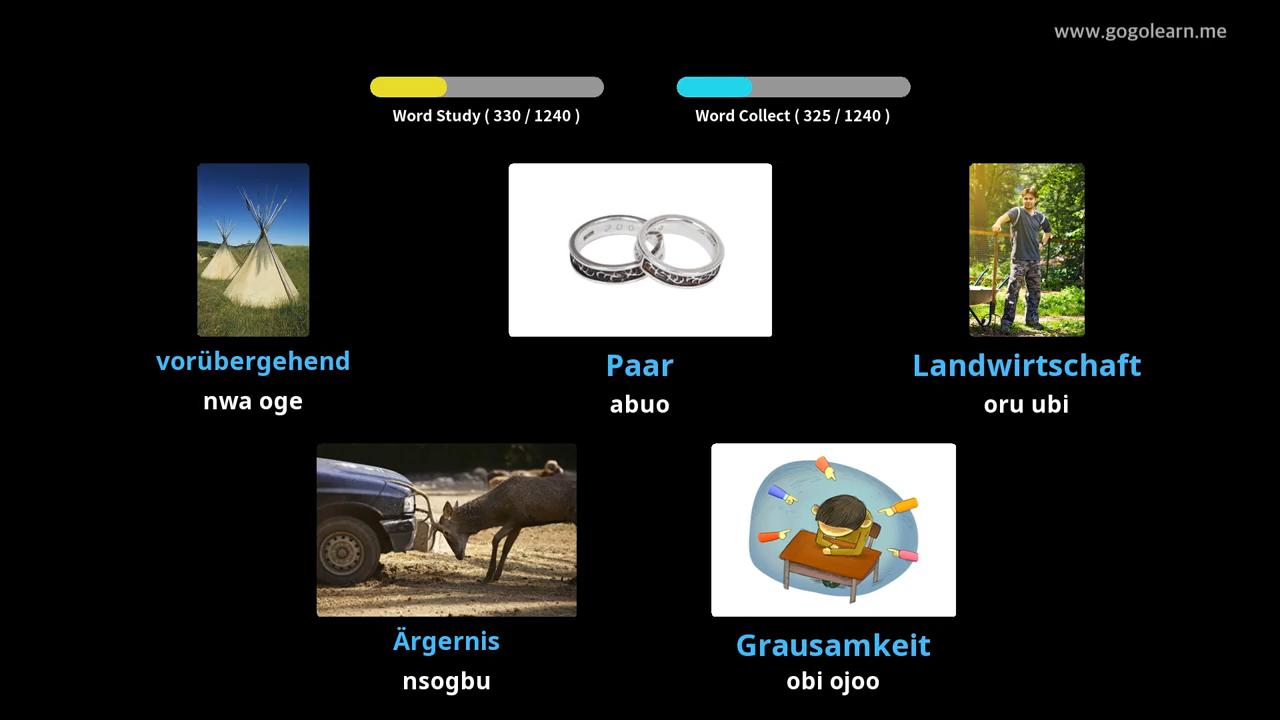 www.gogolearn.me
Word Study ( 330 / 1240 )
Word Collect ( 325 / 1240 )
vorübergehend
nwa oge
Paar
abuo
Landwirtschaft
oru ubi
Ärgernis
nsogbu
Grausamkeit
obi ojoo